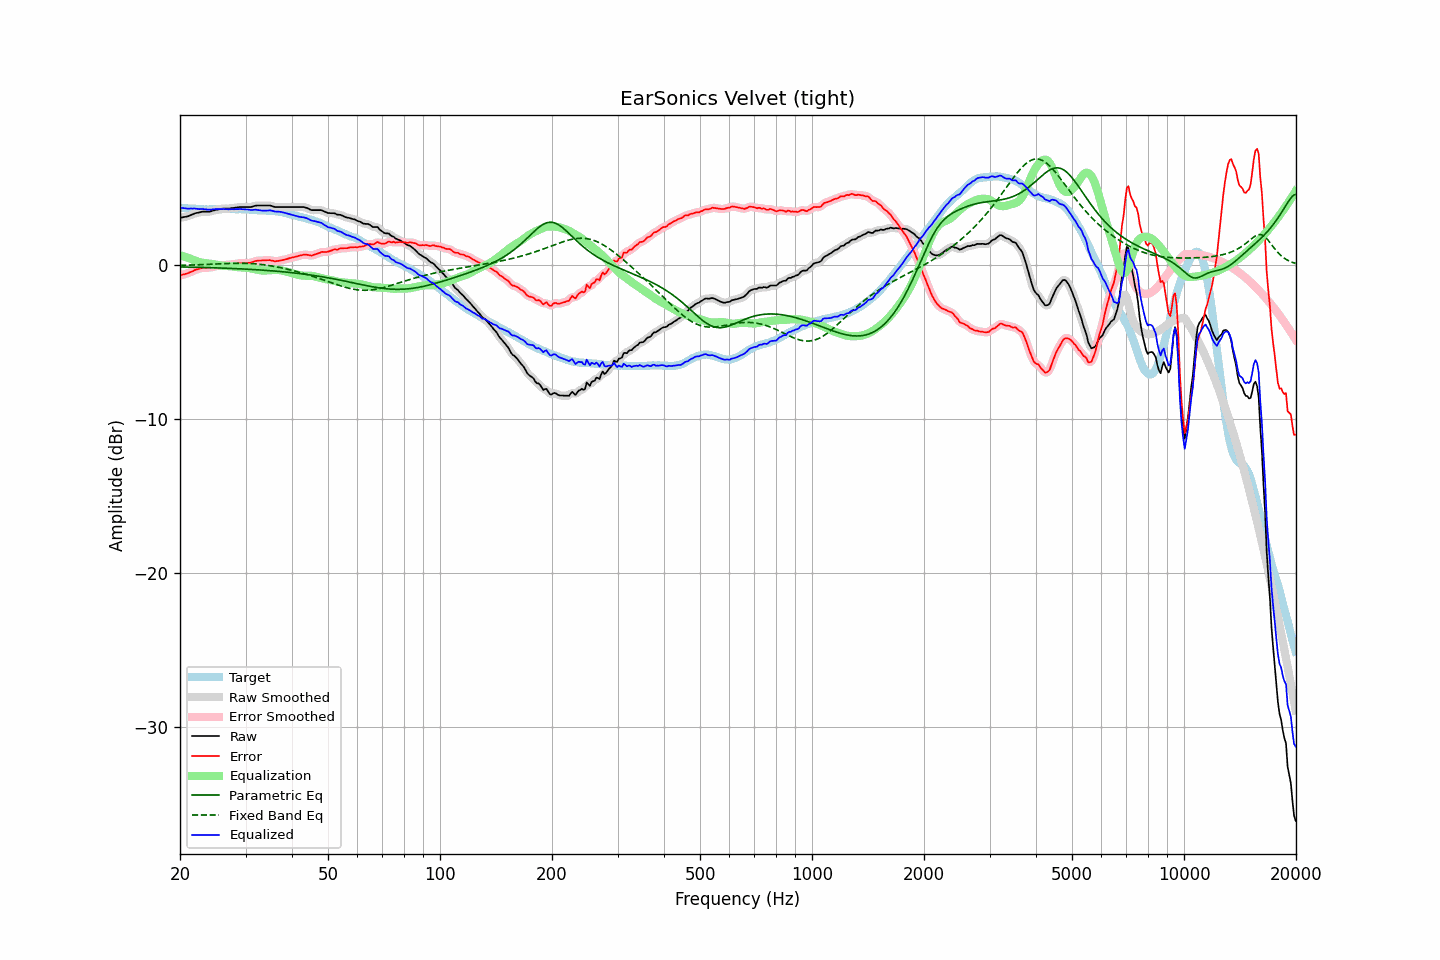 EarSonics Velvet (tight)
Amplitude (dBr)
0
−10
−20
−30
Target
Raw Smoothed
Error Smoothed
Raw
Error
Equalization
Parametric Eq
Fixed Band Eq
Equalized
20 50 100 200 500 1000 2000 5000 10000 20000
Frequency (Hz)